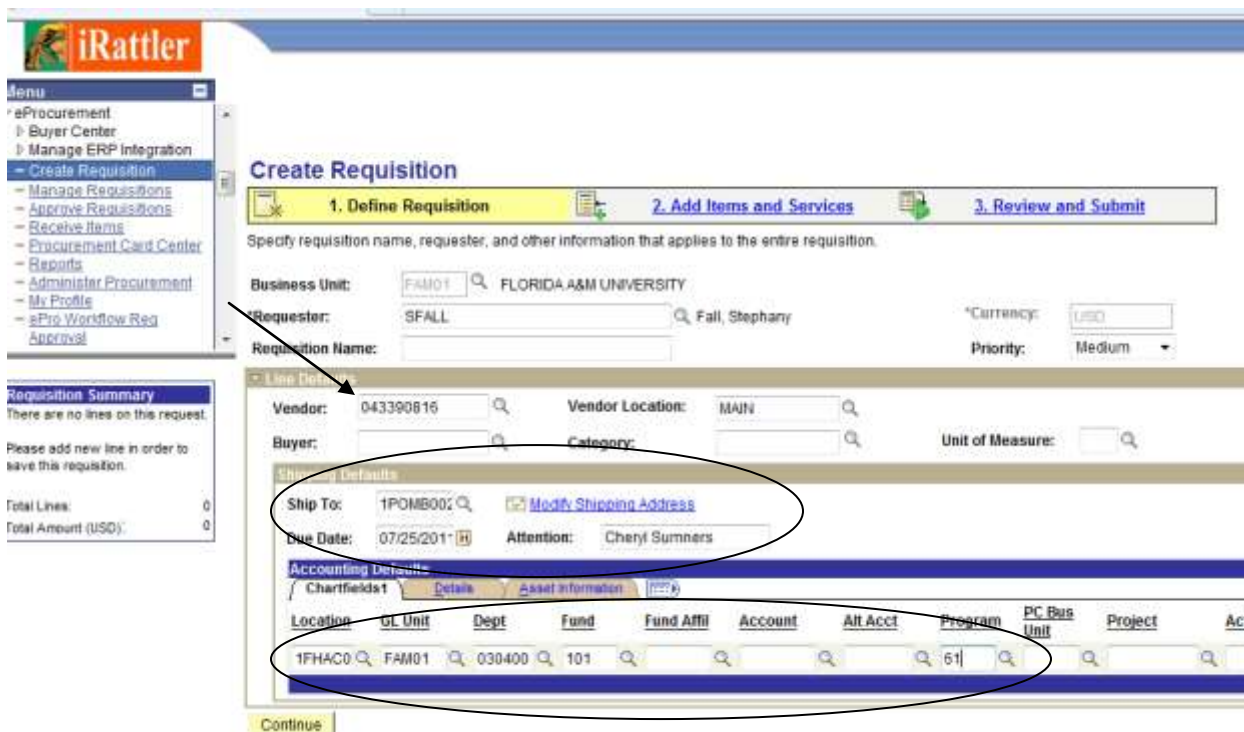 iRattler
Menu
eProcurement
Buyer Center
Manage ERP Integration
Create Requisition
Manage Requisitions
Approve Requisitions
Receive Items
Procurement Card Center
Reports
Administer Procurement
My Profile
ePro Workflow Req
Approval
Requisition Summary
There are no lines on this request.
Please add new line in order to
save this requisition.
Total Lines: 0
Total Amount (USD): 0
Create Requisition
1. Define Requisition 2. Add Items and Services 3. Review and Submit
Specify requisition name, requester, and other information that applies to the entire requisition.
Business Unit: FAM01 FLORIDA A&M UNIVERSITY
*Requester: SFALL Fall, Stephany *Currency: USD
Requisition Name: Priority: Medium
Line Defaults
Vendor: 043390816 Vendor Location: MAIN
Buyer: Category: Unit of Measure:
Shipping Defaults
Ship To: 1POMB002 Modify Shipping Address
Due Date: 07/25/201 Attention: Cheryl Sumners
Accounting Defaults
Chartfields1 Details Asset Information
Location GL Unit Dept Fund Fund Affil Account Alt Acct Program PC Bus Unit Project Ac
1FHAC0 FAM01 030400 101 61
Continue